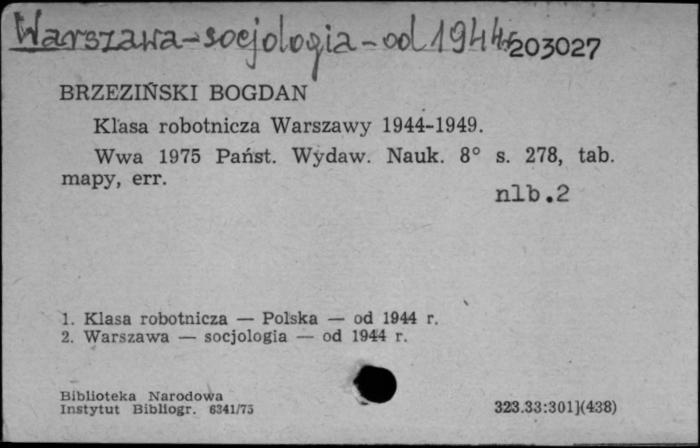 Warszawa-socjologia-od 1944r.
203027
BRZEZIŃSKI BOGDAN
Klasa robotnicza Warszawy 1944-1949.
Wwa 1975 Państ. Wydaw. Nauk. 8° s. 278, tab.
mapy, err.
nlb.2
1. Klasa robotnicza — Polska — od 1944 r.
2. Warszawa — socjologia — od 1944 r.
Biblioteka Narodowa
Instytut Bibliogr. 6341/75
323.33:301](438)